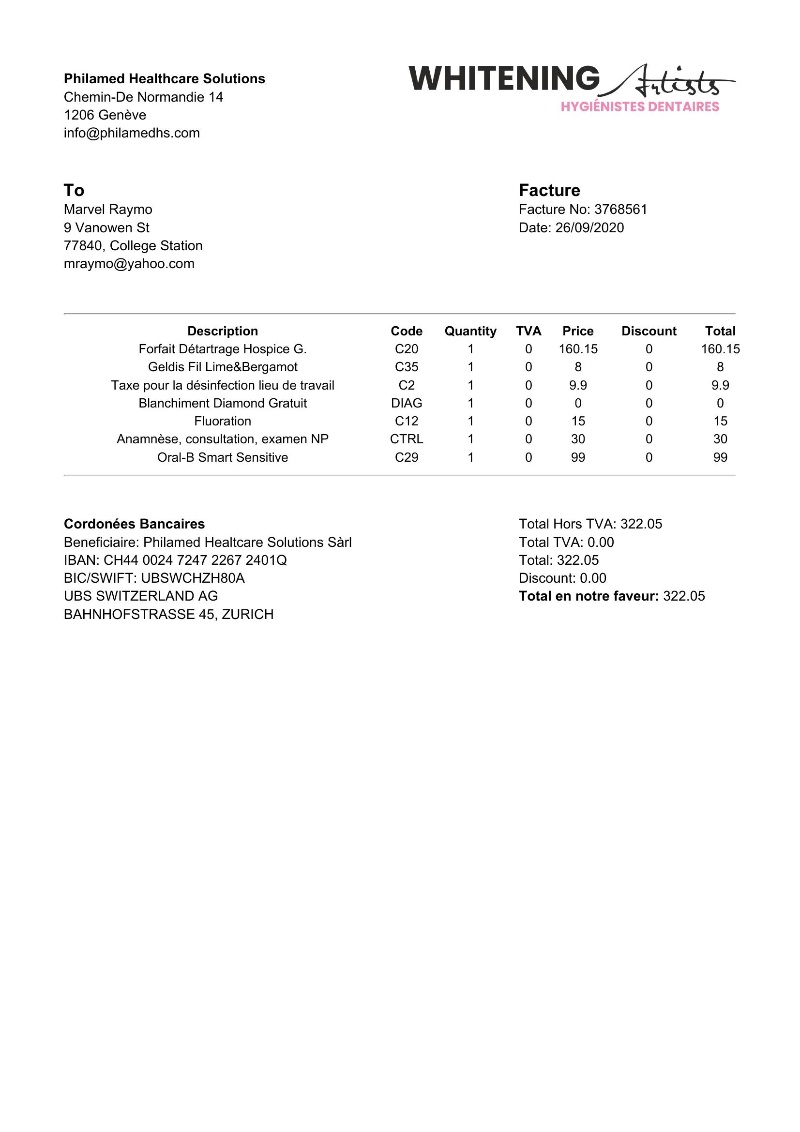 Philamed Healthcare Solutions
Chemin-De Normandie 14
1206 Genève
info@philamedhs.com
WHITENING Artists
HYGIÉNISTES DENTAIRES
To
Marvel Raymo
9 Vanowen St
77840, College Station
mraymo@yahoo.com
Facture
Facture No: 3768561
Date: 26/09/2020
Description Code Quantity TVA Price Discount Total
Forfait Détartrage Hospice G. C20 1 0 160.15 0 160.15
Geldis Fil Lime&Bergamot C35 1 0 8 0 8
Taxe pour la désinfection lieu de travail C2 1 0 9.9 0 9.9
Blanchiment Diamond Gratuit DIAG 1 0 0 0 0
Fluoration C12 1 0 15 0 15
Anamnèse, consultation, examen NP CTRL 1 0 30 0 30
Oral-B Smart Sensitive C29 1 0 99 0 99
Cordonées Bancaires
Beneficiaire: Philamed Healtcare Solutions Sàrl
IBAN: CH44 0024 7247 2267 2401Q
BIC/SWIFT: UBSWCHZH80A
UBS SWITZERLAND AG
BAHNHOFSTRASSE 45, ZURICH
Total Hors TVA: 322.05
Total TVA: 0.00
Total: 322.05
Discount: 0.00
Total en notre faveur: 322.05